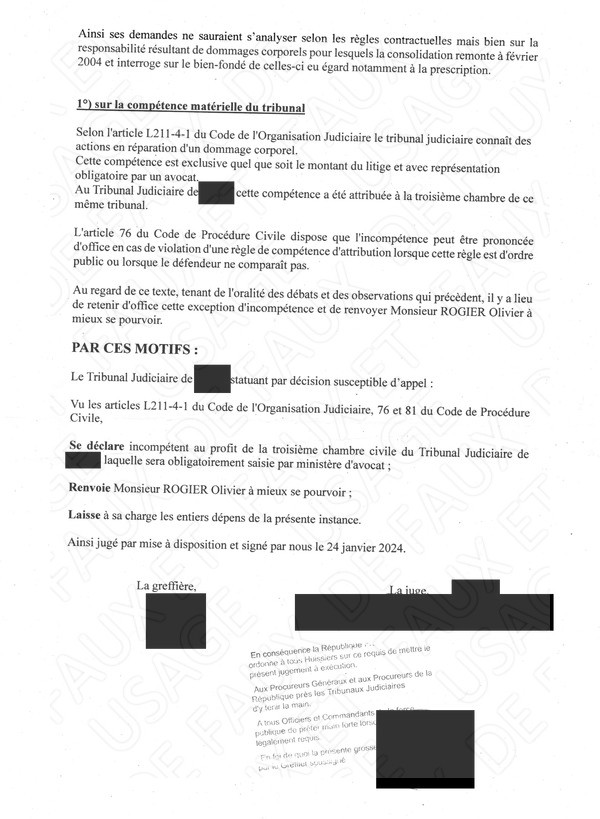 Ainsi ses demandes ne sauraient s'analyser selon les règles contractuelles mais bien sur la
responsabilité résultant de dommages corporels pour lesquels la consolidation remonte à février
2004 et interroge sur le bien-fondé de celles-ci eu égard notamment à la prescription.
1°) sur la compétence matérielle du tribunal
Selon l'article L211-4-1 du Code de l'Organisation Judiciaire le tribunal judiciaire connaît des
actions en réparation d'un dommage corporel.
Cette compétence est exclusive quel que soit le montant du litige et avec représentation
obligatoire par un avocat.
Au Tribunal Judiciaire de cette compétence a été attribuée à la troisième chambre de ce
même tribunal.
L'article 76 du Code de Procédure Civile dispose que l'incompétence peut être prononcée
d'office en cas de violation d'une règle de compétence d'attribution lorsque cette règle est d'ordre
public ou lorsque le défendeur ne comparaît pas.
Au regard de ce texte, tenant de l'oralité des débats et des observations qui précèdent, il y a lieu
de retenir d'office cette exception d'incompétence et de renvoyer Monsieur ROGIER Olivier à
mieux se pourvoir.
PAR CES MOTIFS :
Le Tribunal Judiciaire de statuant par décision susceptible d'appel :
Vu les articles L211-4-1 du Code de l'Organisation Judiciaire, 76 et 81 du Code de Procédure
Civile,
Se déclare incompétent au profit de la troisième chambre civile du Tribunal Judiciaire de
laquelle sera obligatoirement saisie par ministère d'avocat ;
Renvoie Monsieur ROGIER Olivier à mieux se pourvoir ;
Laisse à sa charge les entiers dépens de la présente instance.
Ainsi jugé par mise à disposition et signé par nous le 24 janvier 2024.
La greffière,
La juge,
En conséquence la République
ordonne à tous Huissiers sur ce requis de mettre le
présent jugement à exécution.
Aux Procureurs Généraux et aux Procureurs de la
République près les Tribunaux Judiciaires
d'y tenir la main.
A tous Officiers et Commandants de la force
publique de prêter main forte lorsq
légalement requis.
En foi de quoi la présente grosse
par le Greffier soussigné